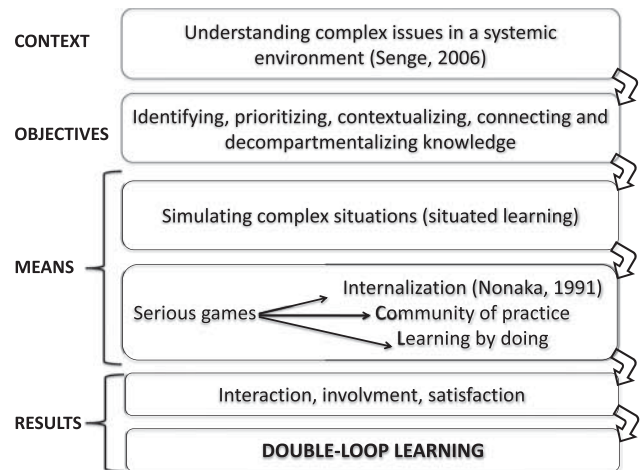 CONTEXT
Understanding complex issues in a systemic
environment (Senge, 2006)
OBJECTIVES
Identifying, prioritizing, contextualizing, connecting and
decompartmentalizing knowledge
MEANS
Simulating complex situations (situated learning)
Serious games
Internalization (Nonaka, 1991)
Community of practice
Learning by doing
RESULTS
Interaction, involvment, satisfaction
DOUBLE-LOOP LEARNING